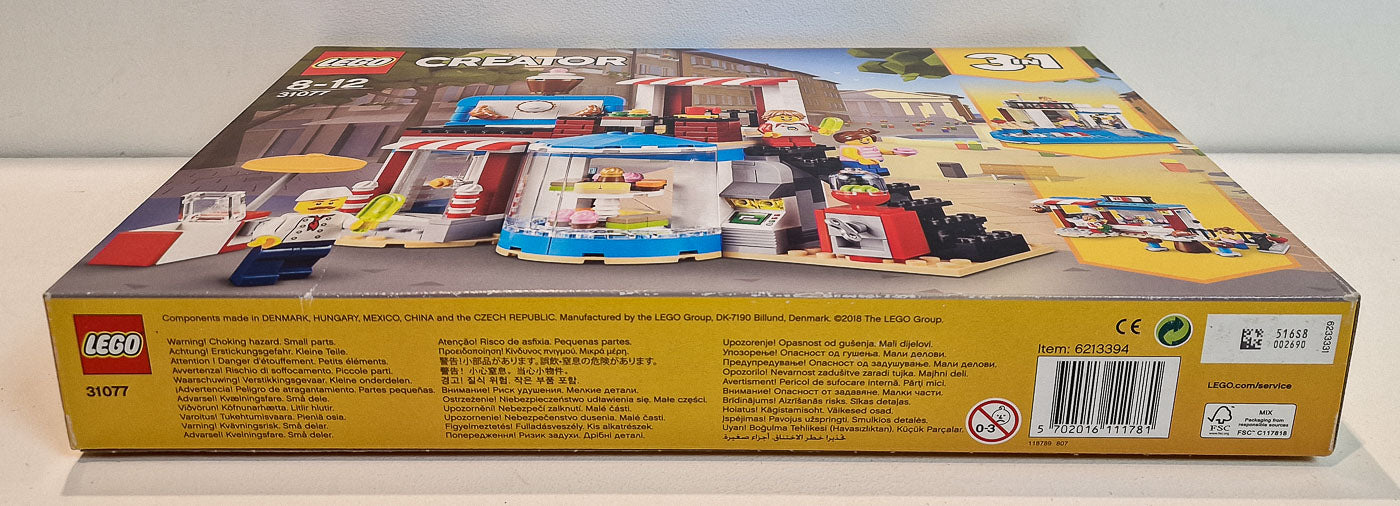 LEGO CREATOR
8-12
31077
3in1
LEGO
31077
Components made in DENMARK, HUNGARY, MEXICO, CHINA and the CZECH REPUBLIC. Manufactured by the LEGO Group, DK-7190 Billund, Denmark. ©2018 The LEGO Group.
Warning! Choking hazard. Small parts.
Achtung! Erstickungsgefahr. Kleine Teile.
Attention ! Danger d'étouffement. Petits éléments.
Avvertenza! Rischio di soffocamento. Piccole parti.
Waarschuwing! Verstikkingsgevaar. Kleine onderdelen.
¡Advertencia! Peligro de atragantamiento. Partes pequeñas.
Advarsel! Kvælningsfare. Små dele.
Viðvörun! Köfnunarhætta. Litlir hlutir.
Varoitus! Tukehtumisvaara. Pieniä osia.
Varning! Kvävningsrisk. Små delar.
Advarsel! Kvelningsfare. Små deler.
Atenção! Risco de asfixia. Pequenas partes.
Προειδοποίηση! Κίνδυνος πνιγμού. Μικρά μέρη.
警告!小部品があります。誤飲・窒息の危険があります。
警告! 小心窒息。当心小物件。
경고! 질식 위험. 작은 부품 포함.
Внимание! Риск удушения. Мелкие детали.
Ostrzeżenie! Niebezpieczeństwo udławienia się. Małe części.
Upozornění! Nebezpečí zalknutí. Malé části.
Upozornenie! Nebezpečenstvo dusenia. Malé časti.
Figyelmeztetés! Fulladásveszély. Kis alkatrészek.
Попередження! Ризик задухи. Дрібні деталі.
Upozorenje! Opasnost od gušenja. Mali dijelovi.
Упозорење! Опасност од гушења. Мали делови.
Предупреждение! Опасност от задушаване. Малки части.
Opozorilo! Nevarnost zadušitve zaradi tujka. Majhni deli.
Avertisment! Pericol de sufocare internă. Părţi mici.
Внимание! Опасност од задавување. Малки делови.
Brīdinājums! Aizrīšanās risks. Sīkas detaļas.
Hoiatus! Kägistamisoht. Väikesed osad.
Įspėjimas! Pavojus užspringti. Smulkios detalės.
Uyarı! Boğulma Tehlikesi (Havasızlıktan). Küçük Parçalar.
تحذير! خطر الاختناق. أجزاء صغيرة.
0-3
CE
Item: 6213394
5 702016 111781
118789 807
516S8
002690
6233331
LEGO.com/service
FSC
MIX
Packaging from
responsible sources
FSC™ C117818